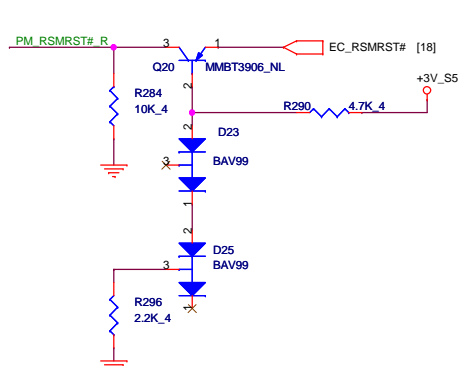 PM_RSMRST#_R
3
1
EC_RSMRST# [18]
Q20
MMBT3906_NL
2
+3V_S5
R284
10K_4
R290
4.7K_4
2
D23
3
BAV99
1
2
D25
3
BAV99
R296
2.2K_4
1